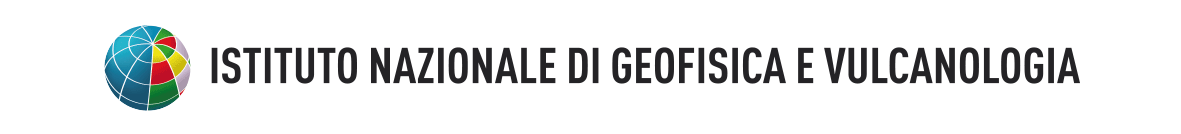 ISTITUTO NAZIONALE DI GEOFISICA E VULCANOLOGIA